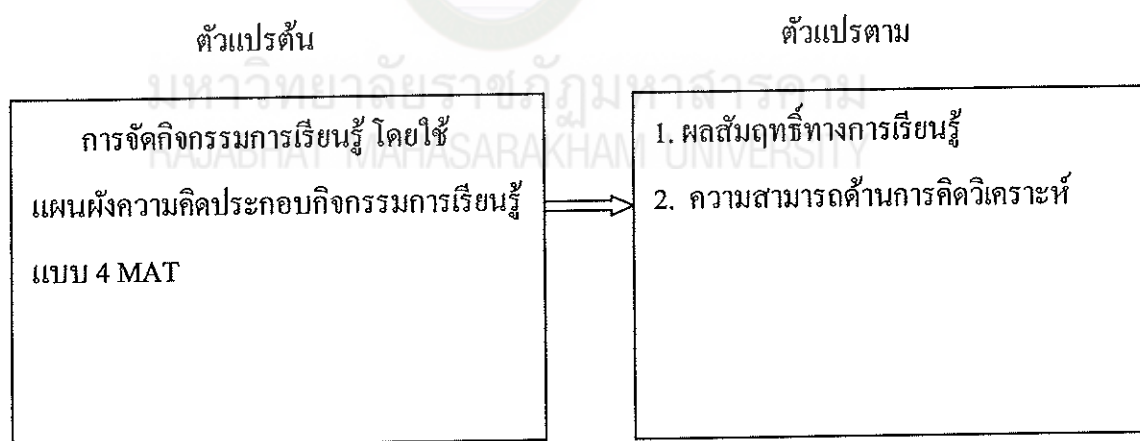 ตัวแปรต้น
ตัวแปรตาม
มหาวิทยาลัยราชภัฏมหาสารคาม
RAJABHAT MAHASARAKHAM UNIVERSITY
การจัดกิจกรรมการเรียนรู้ โดยใช้
แผนผังความคิดประกอบกิจกรรมการเรียนรู้
แบบ 4 MAT
1. ผลสัมฤทธิ์ทางการเรียนรู้
2. ความสามารถด้านการคิดวิเคราะห์